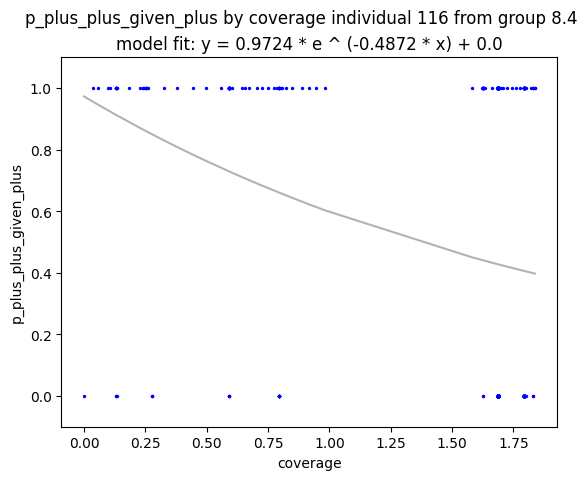 p_plus_plus_given_plus by coverage individual 116 from group 8.4
model fit: y = 0.9724 * e ^ (-0.4872 * x) + 0.0
p_plus_plus_given_plus
1.0
0.8
0.6
0.4
0.2
0.0
0.00 0.25 0.50 0.75 1.00 1.25 1.50 1.75
coverage